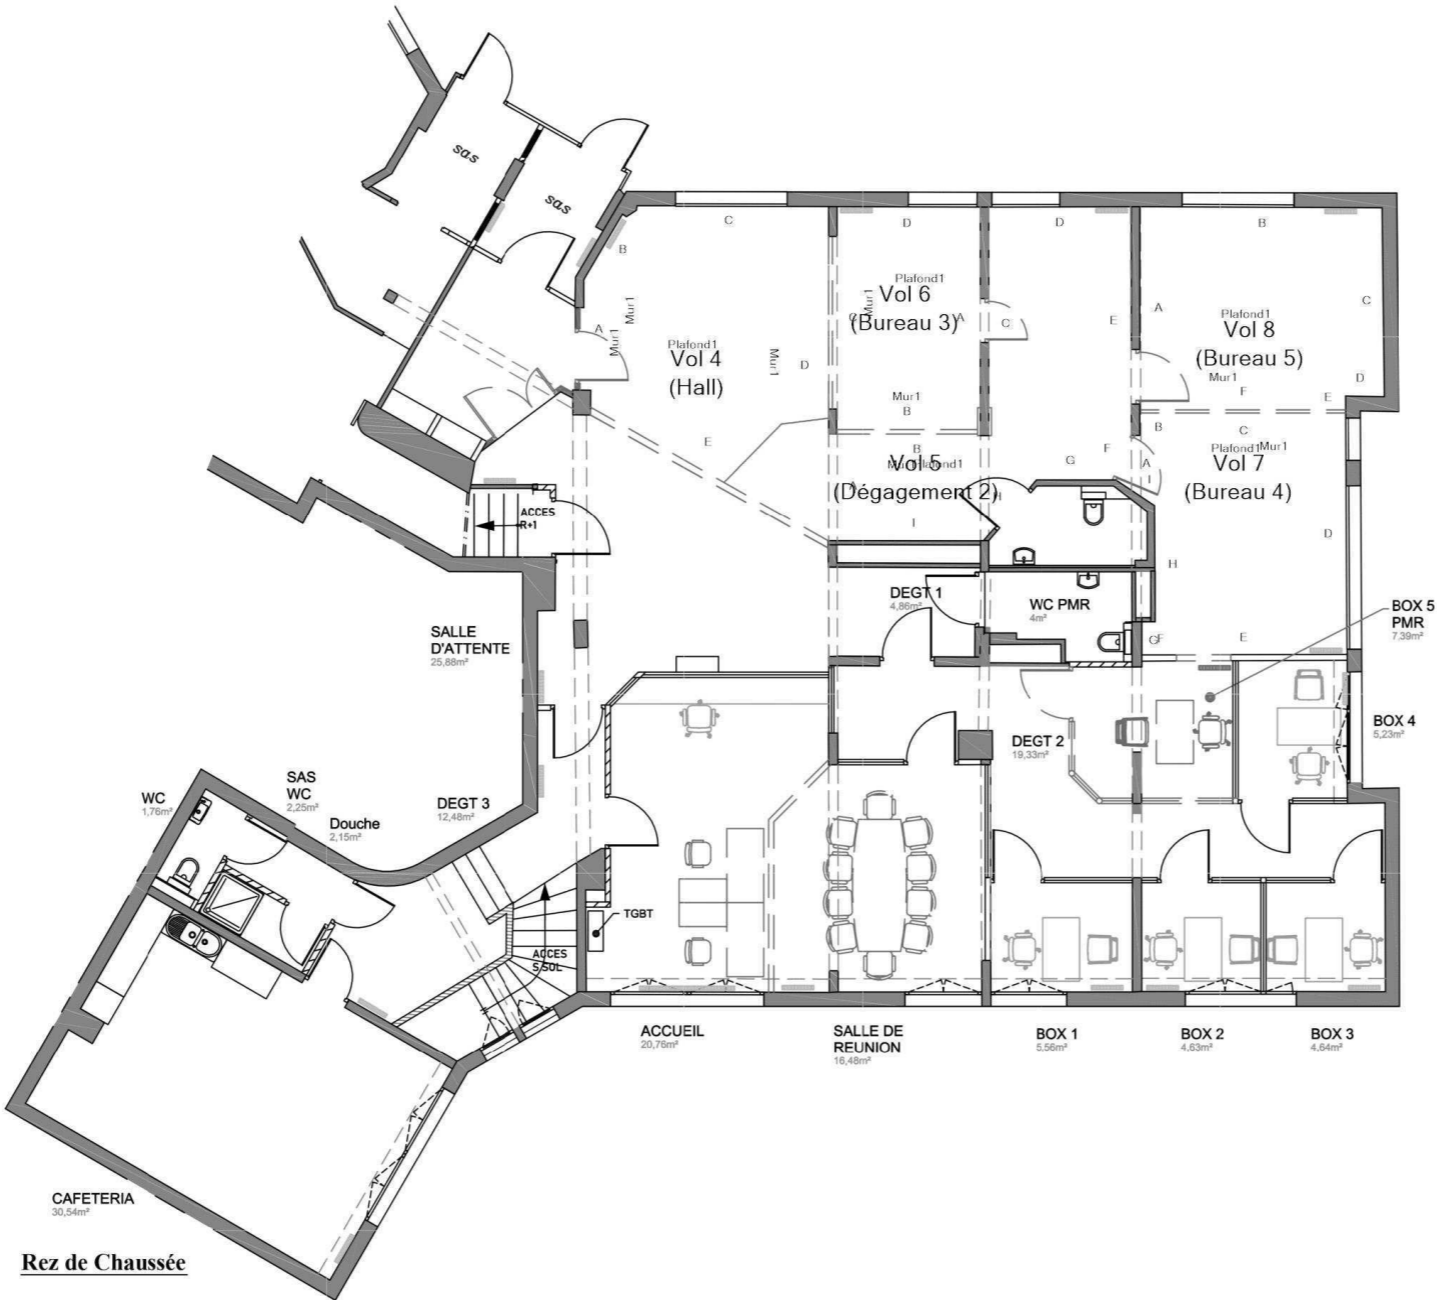 sas
sas
C
D
D
B
B
Plafond1
Vol 6
(Bureau 3)
Mur1
A
C
E
A
C
Plafond1
Vol 8
(Bureau 5)
Mur1
F
D
E
A
Mur1
Mur1
Plafond1
Vol 4
(Hall)
Mur1
D
E
Mur1
B
B
Vol 5
(Dégagement 2)
H
I
G
F
A
B
C
Plafond1
Mur1
Vol 7
(Bureau 4)
D
H
G
F
E
ACCES
R+1
DEGT 1
4,86m²
WC PMR
4m²
BOX 5
PMR
7,39m²
SALLE
D'ATTENTE
25,88m²
DEGT 2
19,33m²
BOX 4
5,23m²
WC
1,76m²
SAS
WC
2,25m²
Douche
2,15m²
DEGT 3
12,48m²
TGBT
ACCES
S/SOL
ACCUEIL
20,76m²
SALLE DE
REUNION
16,48m²
BOX 1
5.56m²
BOX 2
4.63m²
BOX 3
4,64m²
CAFETERIA
30,54m²
Rez de Chaussée